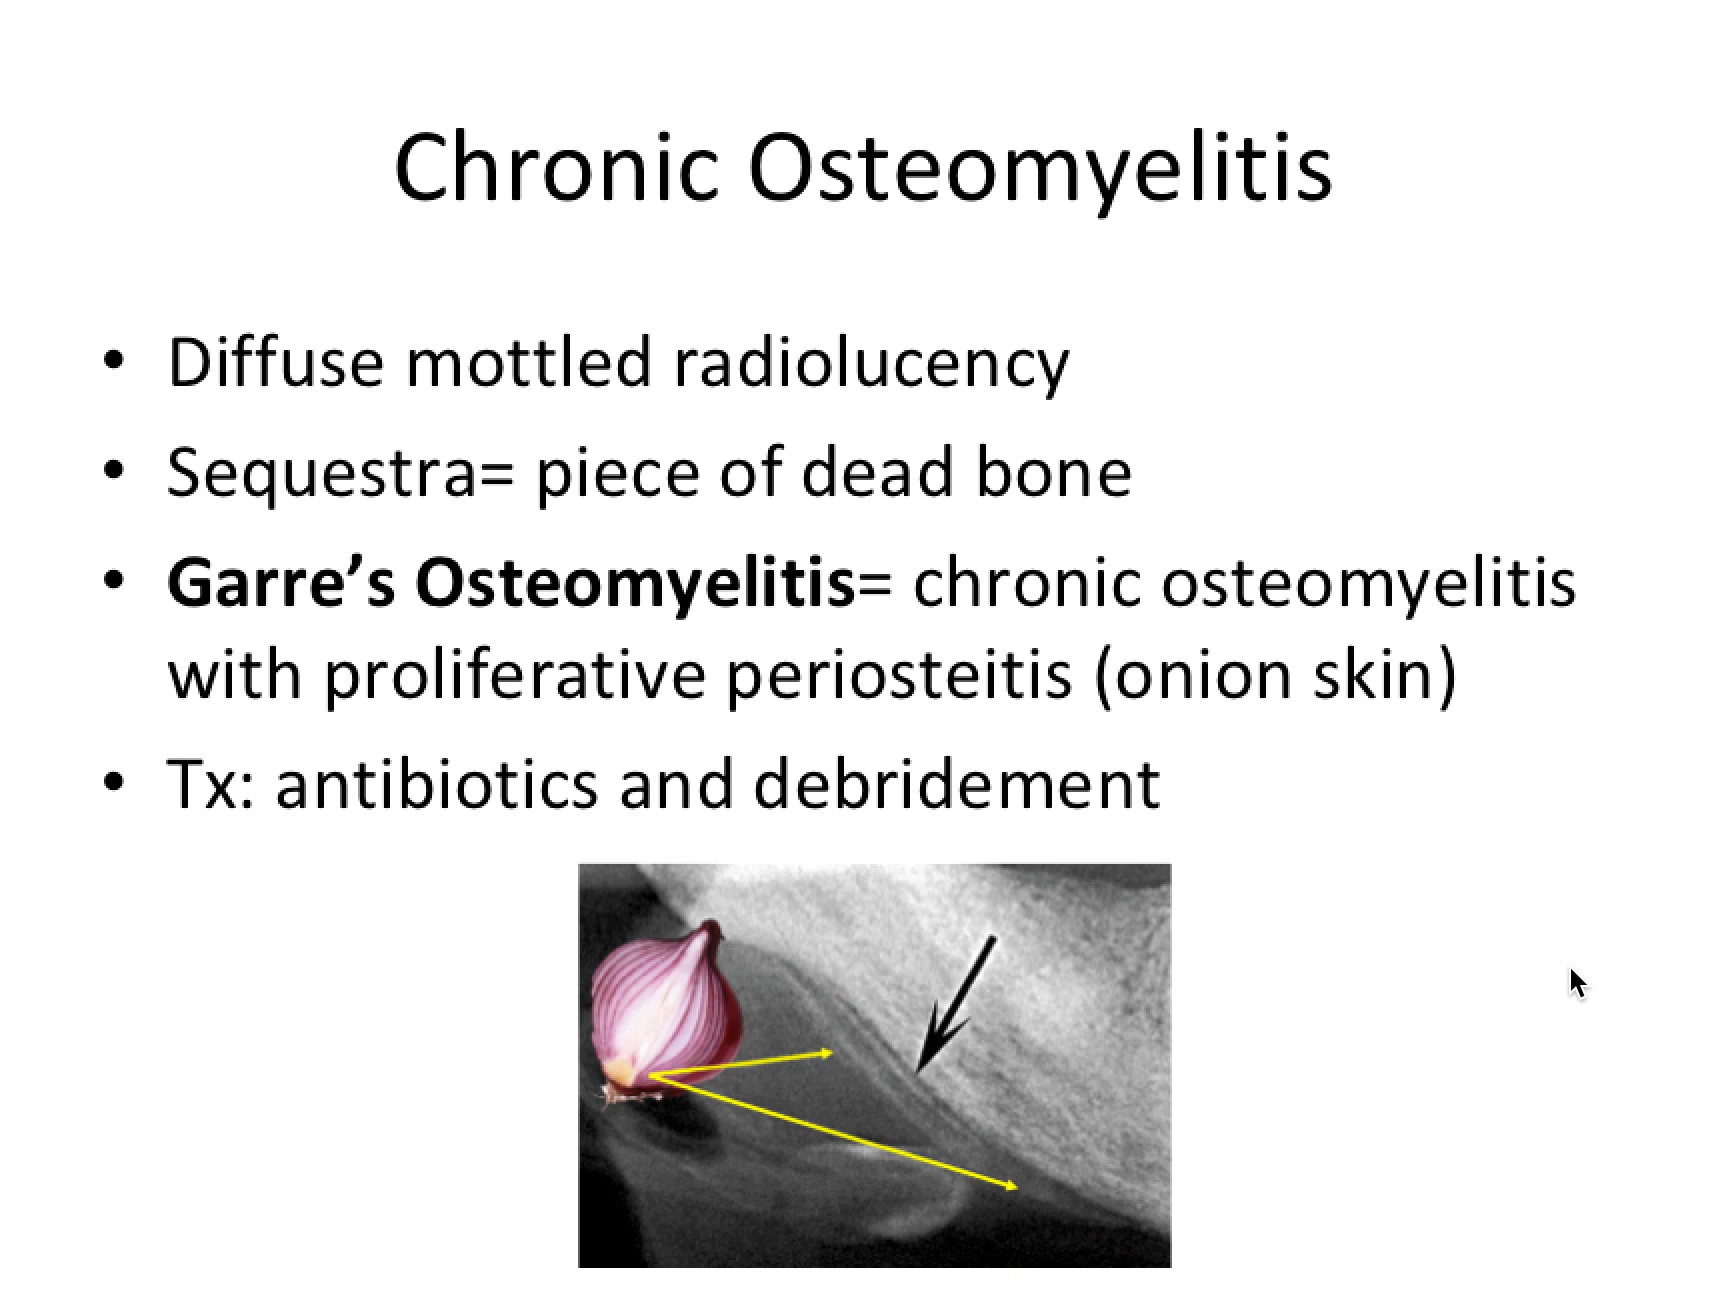 Chronic Osteomyelitis
• Diffuse mottled radiolucency
• Sequestra= piece of dead bone
• Garre’s Osteomyelitis= chronic osteomyelitis
with proliferative periosteitis (onion skin)
• Tx: antibiotics and debridement